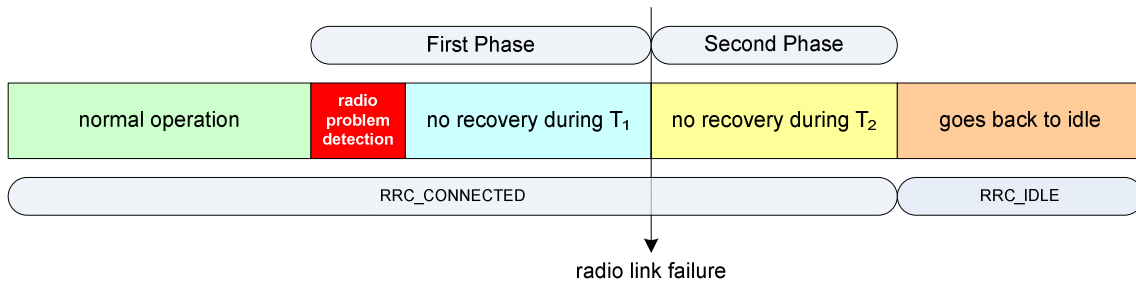 First Phase
Second Phase
normal operation
radio
problem
detection
no recovery during T₁
no recovery during T₂
goes back to idle
RRC_CONNECTED
RRC_IDLE
radio link failure